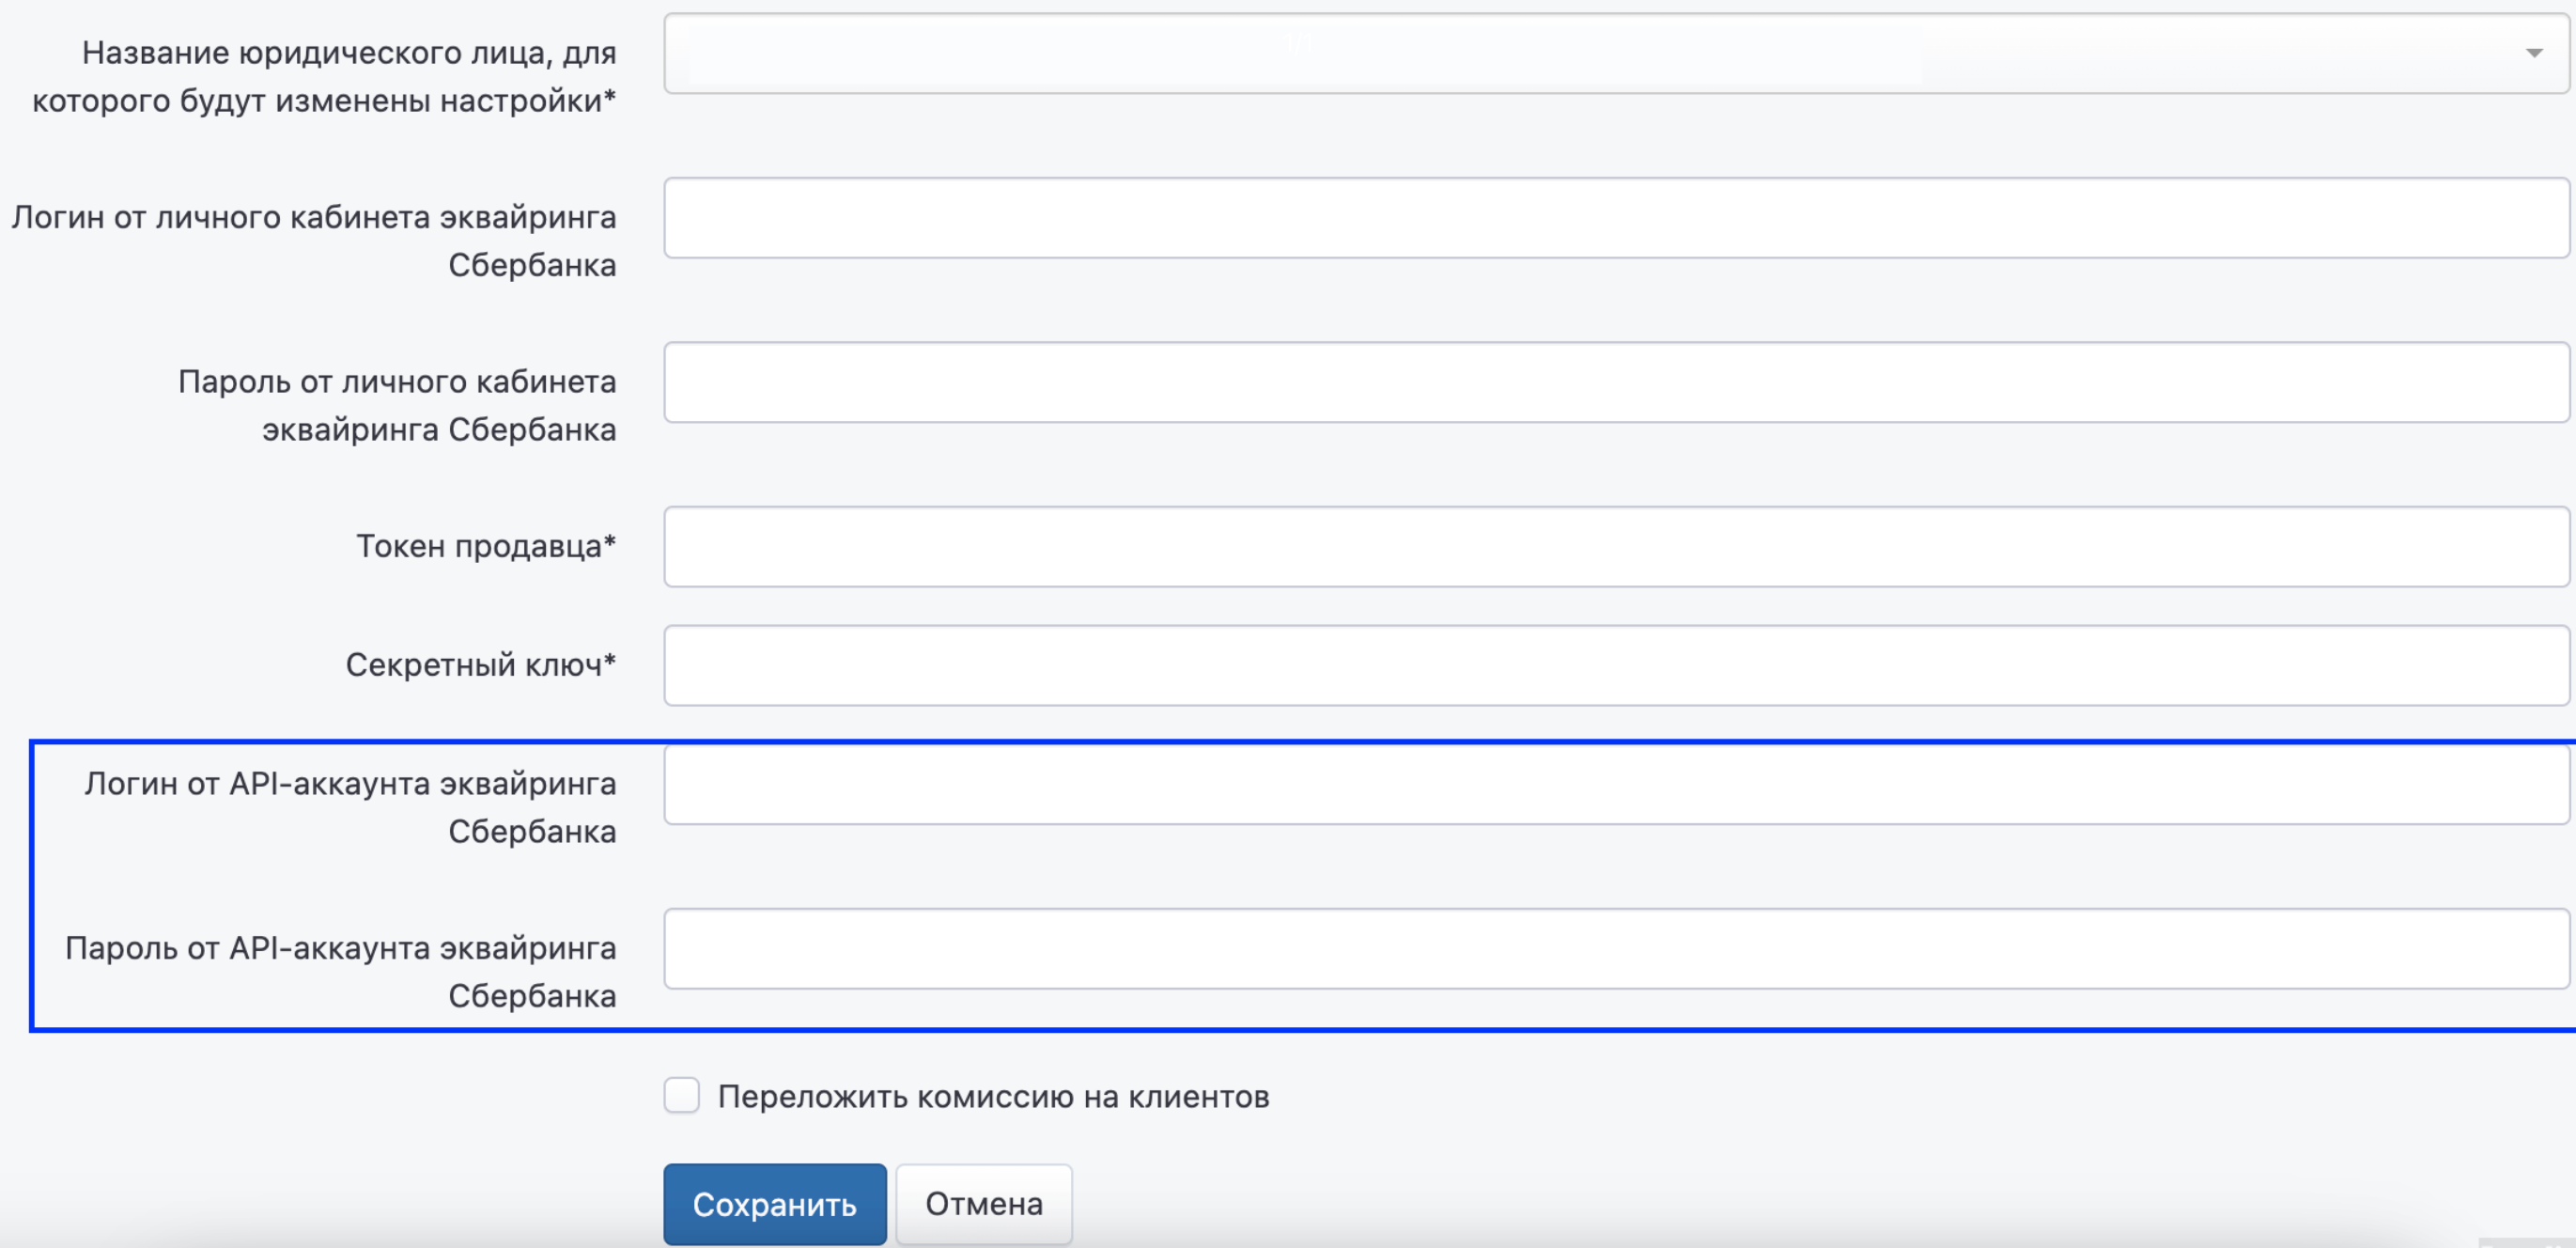 Название юридического лица, для
которого будут изменены настройки*
Логин от личного кабинета эквайринга
Сбербанка
Пароль от личного кабинета
эквайринга Сбербанка
Токен продавца*
Секретный ключ*
Логин от API-аккаунта эквайринга
Сбербанка
Пароль от API-аккаунта эквайринга
Сбербанка
Переложить комиссию на клиентов
Сохранить
Отмена